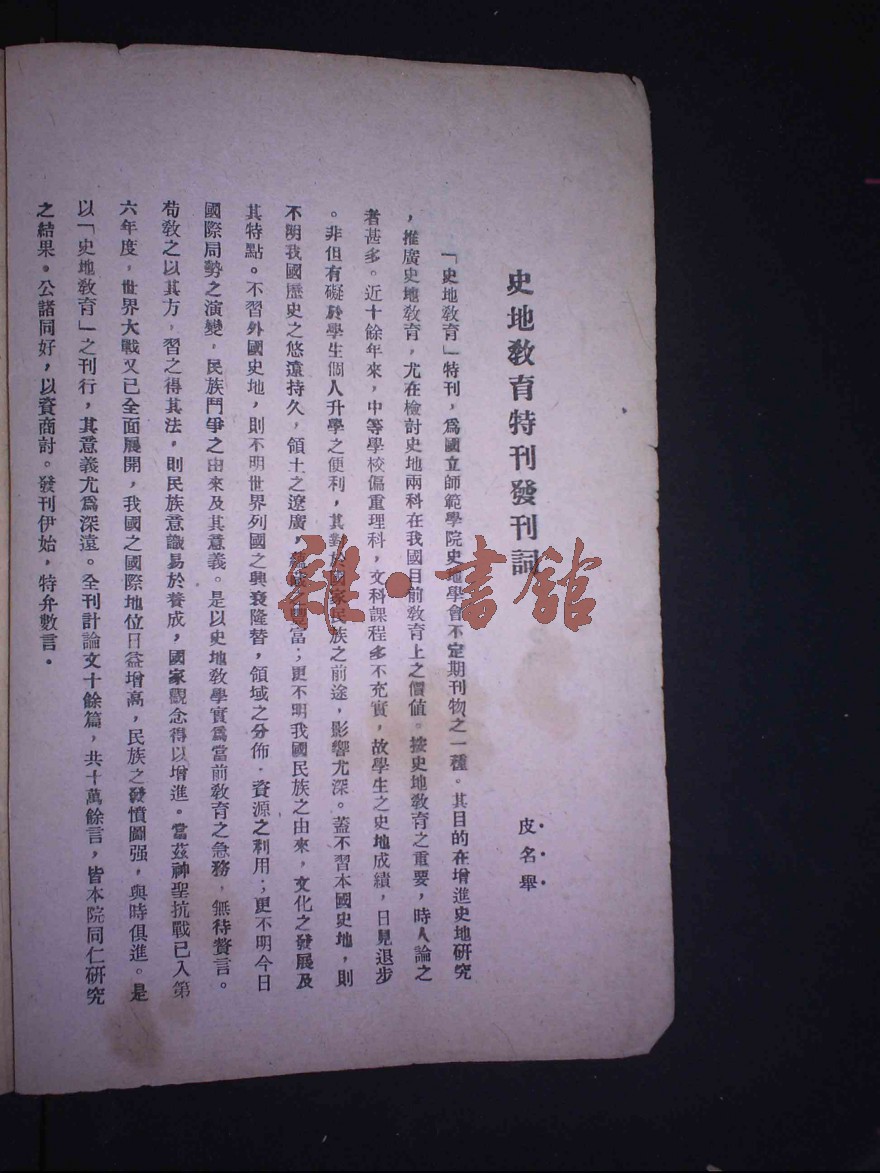 史地教育特刊發刊詞
皮名舉
「史地教育」特刊，爲國立師範學院史地學會不定期刊物之一種。其目的在增進史地研究
，推廣史地教育，尤在檢討史地兩科在我國目前教育上之價值。按史地教育之重要，時人論之
者甚多。近十餘年來，中等學校偏重理科，文科課程多不充實，故學生之史地成績，日見退步
。非但有礙於學生個人升學之便利，其對於國家民族之前途，影響尤深。蓋不習本國史地，則
不明我國歷史之悠遠持久，領土之遼廣，富；更不明我國民族之由來，文化之發展及
其特點。不習外國史地，則不明世界列國之興衰隆替，領域之分佈．資源之利用；更不明今日
國際局勢之演變，民族鬥爭之由來及其意義。是以史地教學實爲當前教育之急務，無待贅言。
苟教之以其方，習之得其法，則民族意識易於養成，國家觀念得以增進。當茲神聖抗戰已入第
六年度，世界大戰又已全面展開，我國之國際地位日益增高，民族之發憤圖强，與時俱進。是
以「史地教育」之刊行，其意義尤爲深遠。全刊計論文十餘篇，共十萬餘言，皆本院同仁研究
之結果。公諸同好，以資商討。發刊伊始，特弁數言。
雜·書館